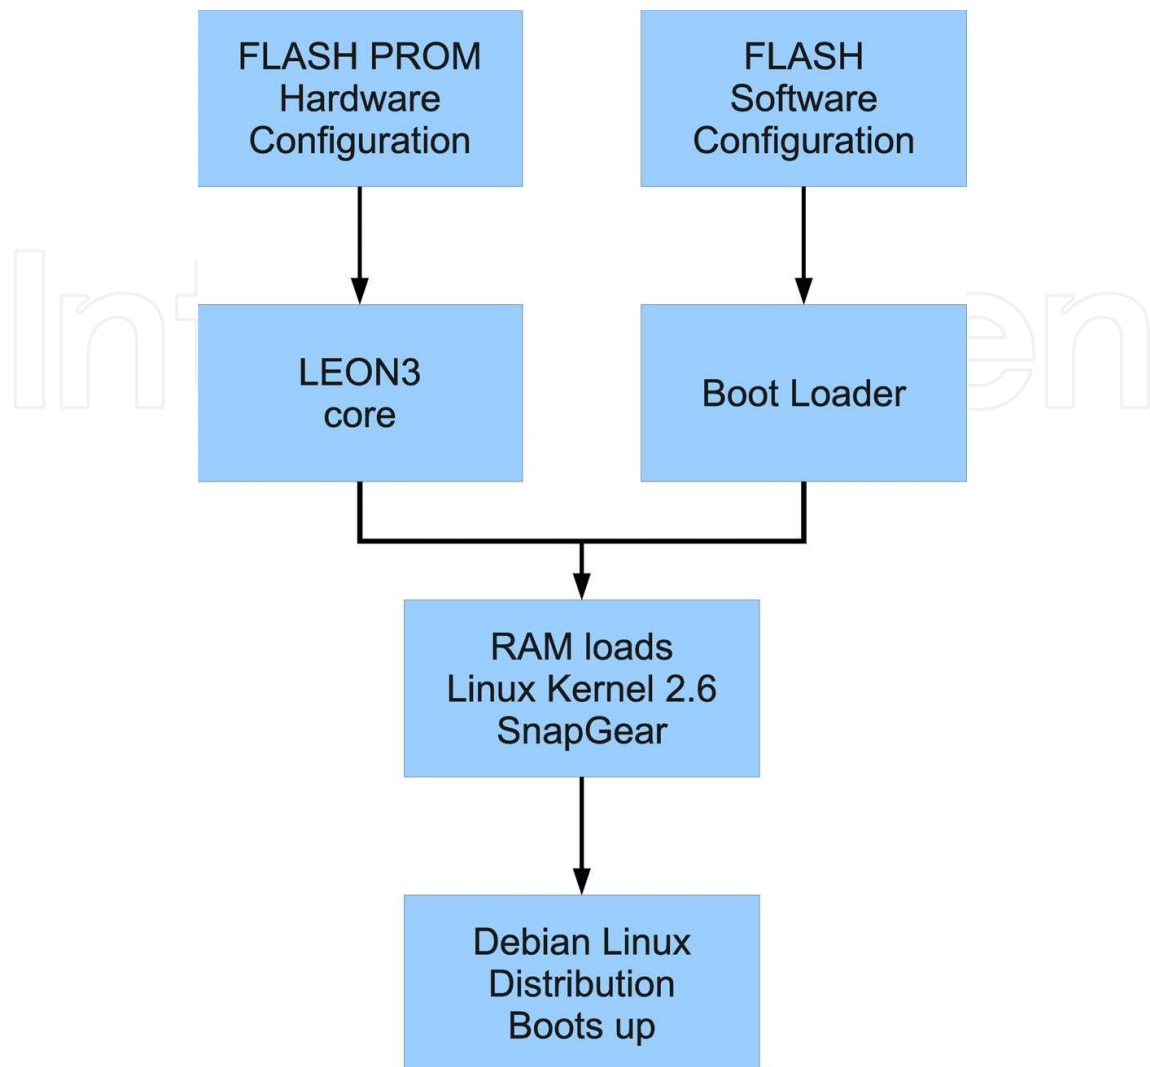 FLASH PROM
Hardware
Configuration
FLASH
Software
Configuration
LEON3
core
Boot Loader
RAM loads
Linux Kernel 2.6
SnapGear
Debian Linux
Distribution
Boots up